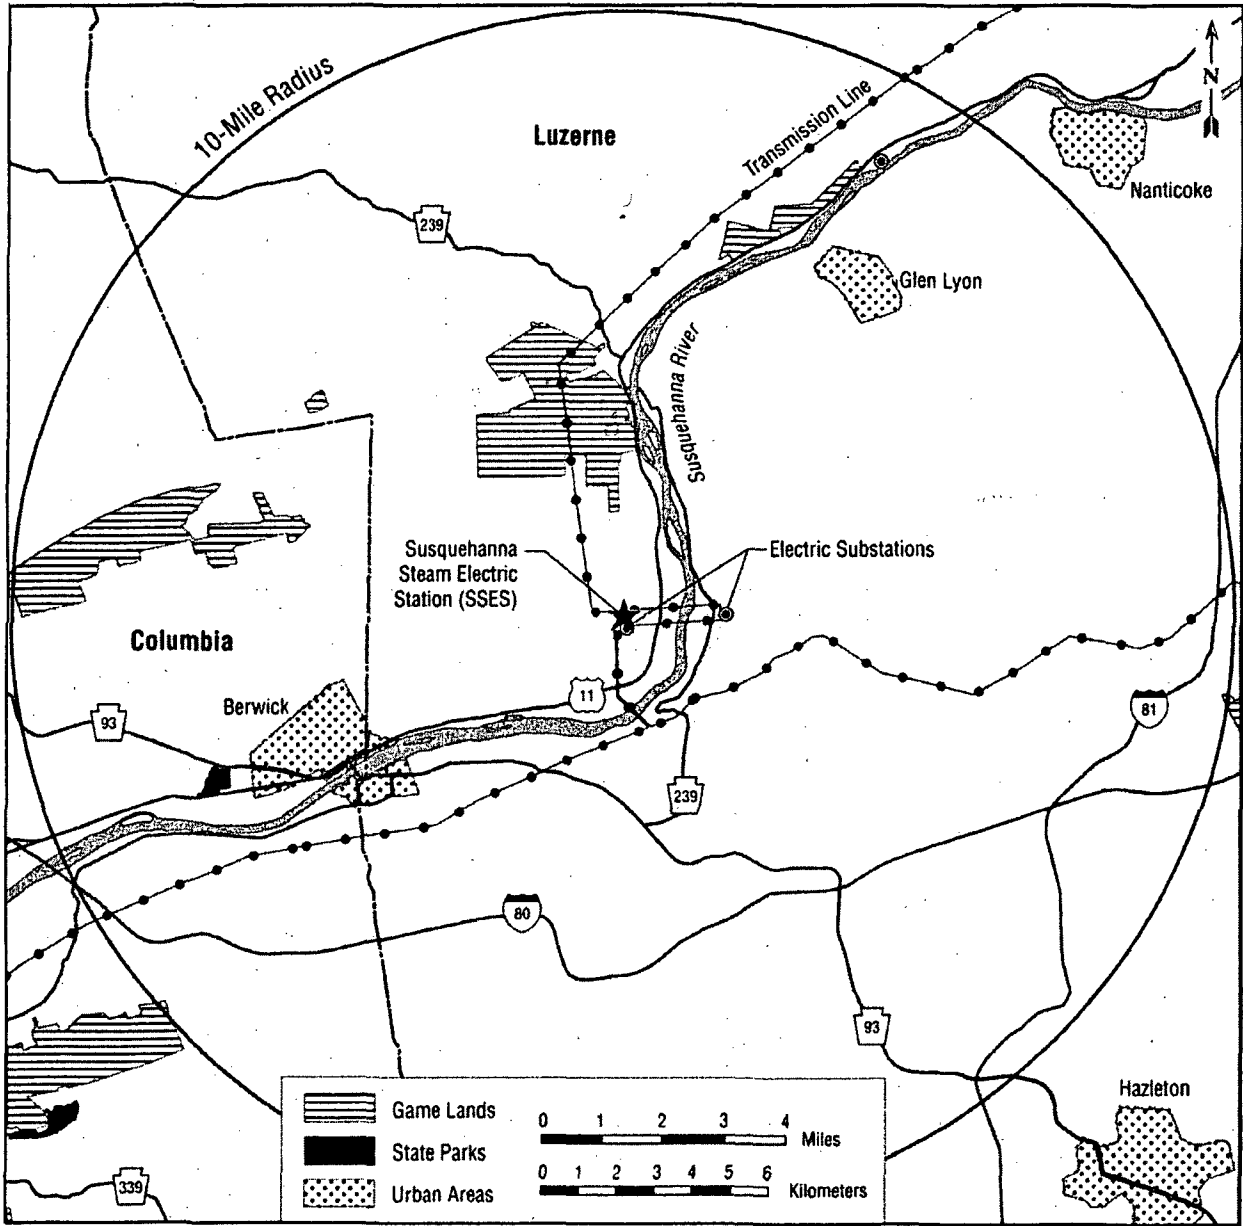 10-Mile Radius
Luzerne
Transmission Line
N
Nanticoke
239
Glen Lyon
Susquehanna River
Susquehanna
Steam Electric
Station (SSES)
Electric Substations
Columbia
Berwick
11
93
81
239
80
93
Hazleton
339
Game Lands
State Parks
Urban Areas
0 1 2 3 4
Miles
0 1 2 3 4 5 6
Kilometers